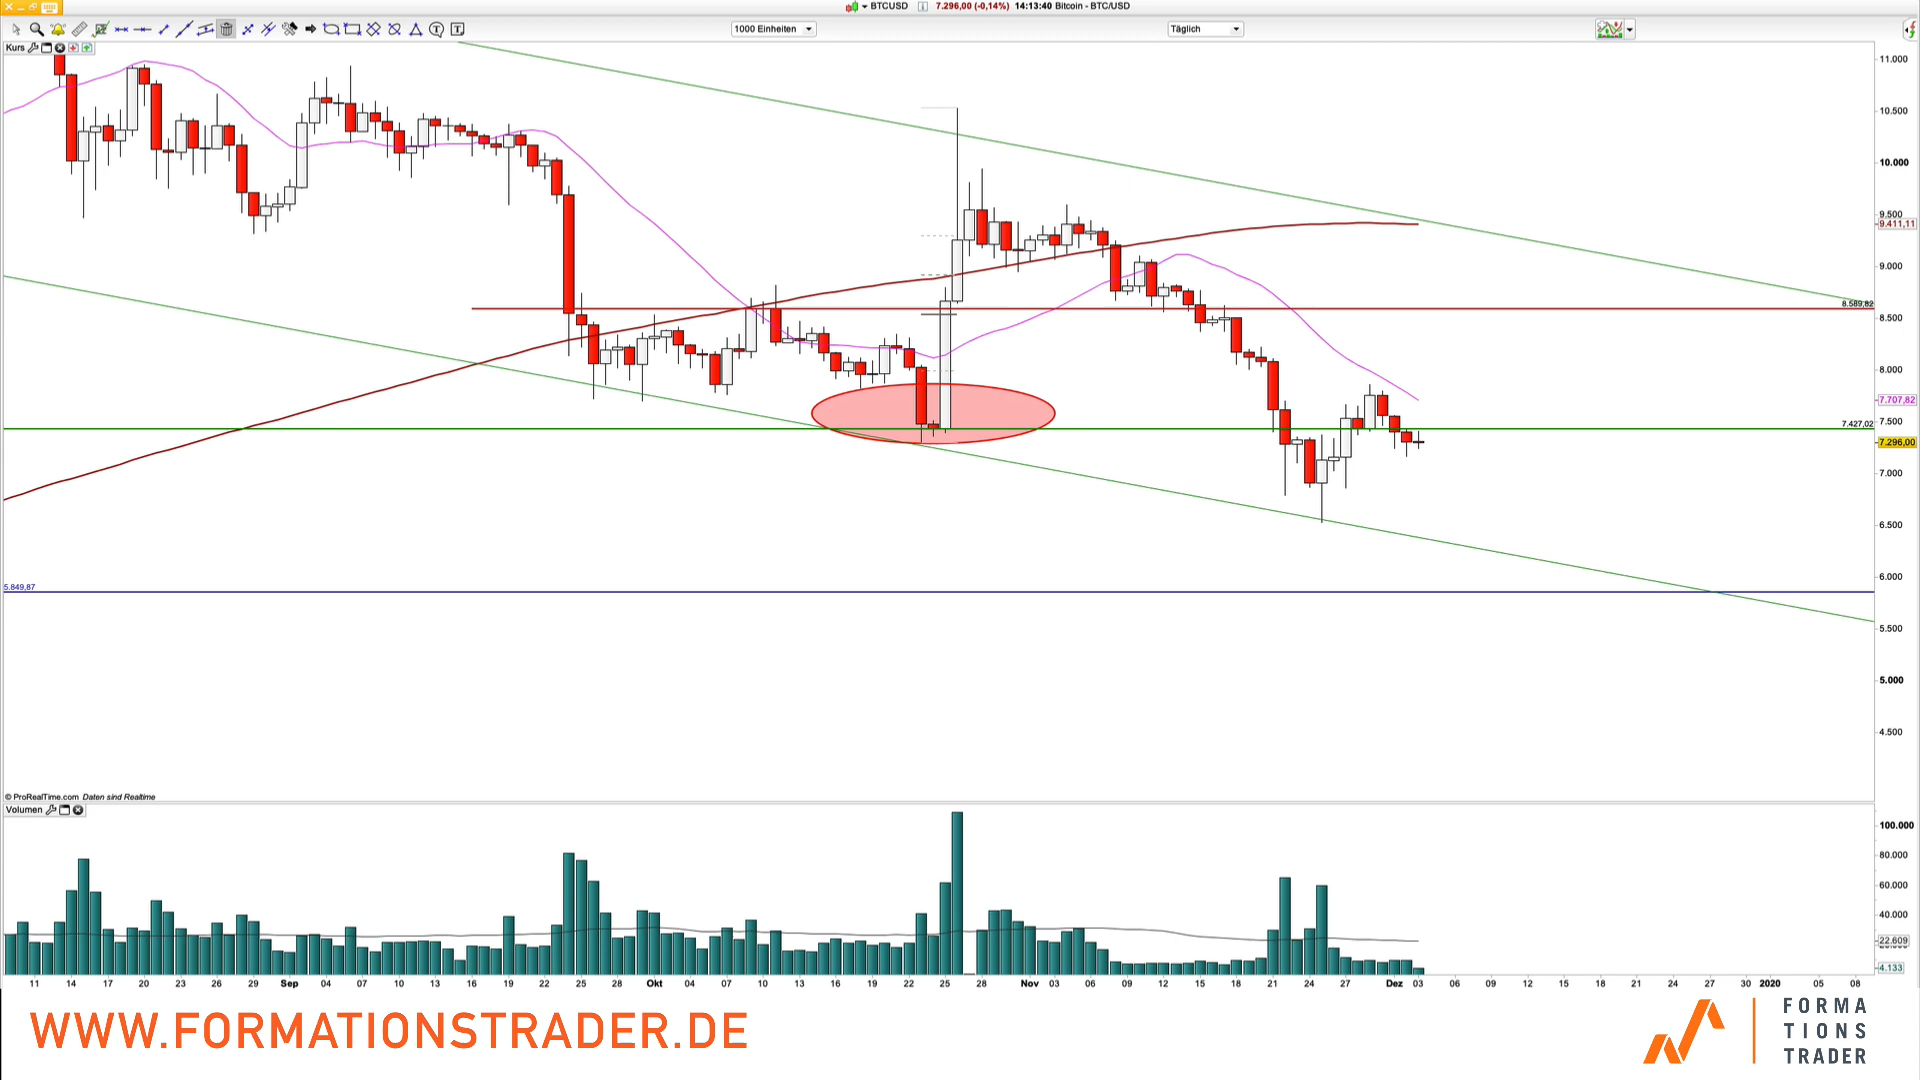 BTCUSD 7.296,00 (-0,14%) 14:13:40 Bitcoin - BTC/USD
1000 Einheiten
Täglich
Kurs
11.000
10.500
10.000
9.500
9.411,11
9.000
8.589,82
8.500
8.000
7.707,82
7.500
7.427,02
7.296,00
7.000
6.500
6.000
5.849,87
5.500
5.000
4.500
© ProRealTime.com Daten sind Realtime
Volumen
100.000
80.000
60.000
40.000
22.609
4.133
11 14 17 20 23 26 29 Sep 04 07 10 13 16 19 22 25 28 Okt 04 07 10 13 16 19 22 25 28 Nov 03 06 09 12 15 18 21 24 27 Dez 03 06 09 12 15 18 21 24 27 30 2020 05 08
WWW.FORMATIONSTRADER.DE
FORMA
TIONS
TRADER